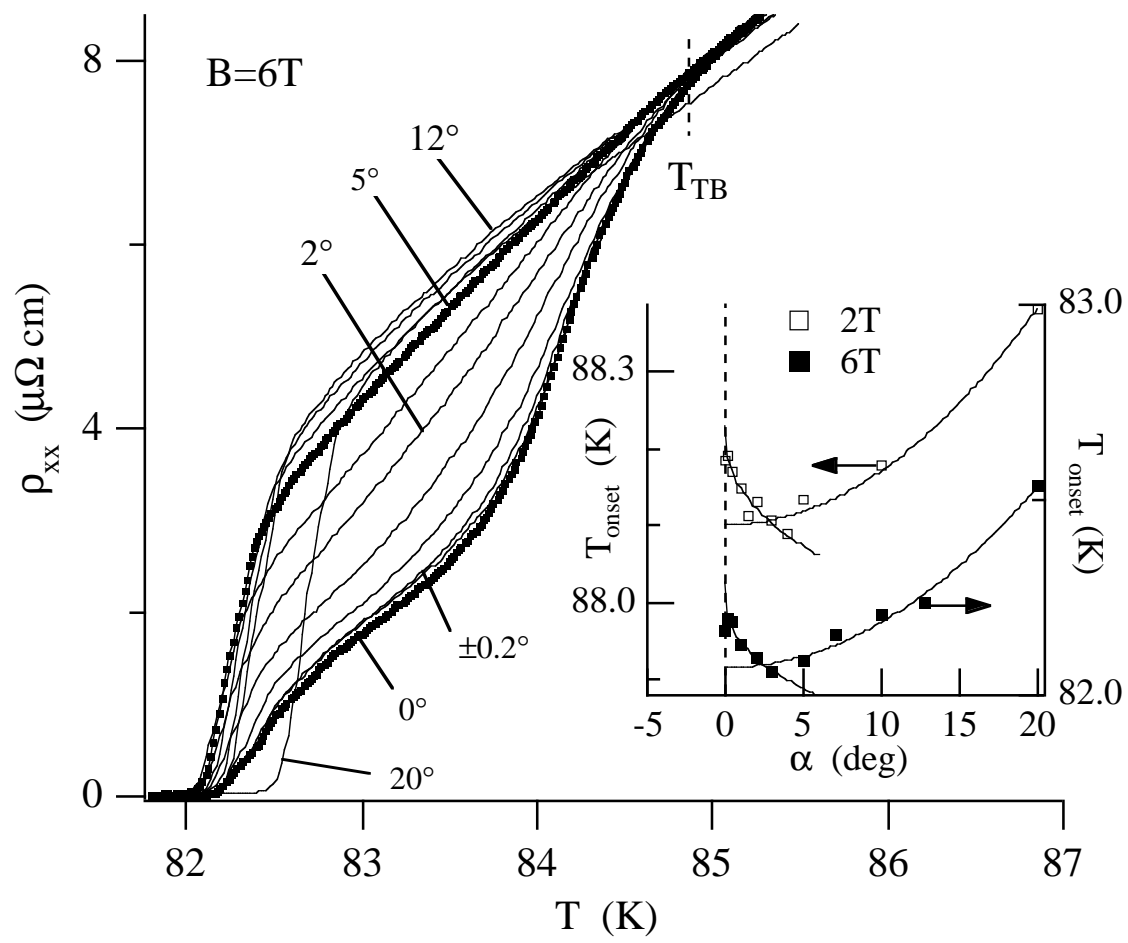 8
B=6T
12°
5°
T_TB
2°
ρ_xx (μΩ cm)
4
±0.2°
0°
20°
0
82
83
84
85
86
87
T (K)
2T
6T
83.0
88.3
T_onset (K)
T_onset (K)
88.0
82.0
-5
0
5
10
15
20
α (deg)